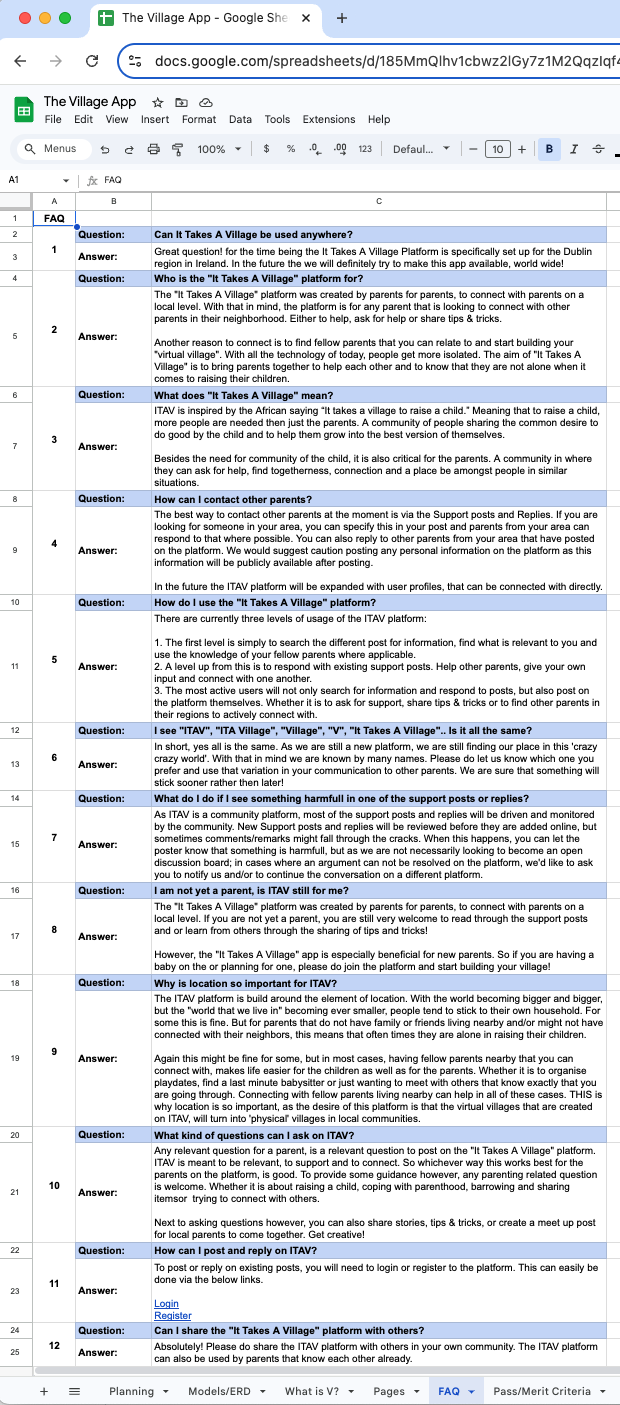 The Village App - Google She
docs.google.com/spreadsheets/d/185MmQlhv1cbwz2lGy7z1M2Qqzlqf4
The Village App
File Edit View Insert Format Data Tools Extensions Help
Menus 100% $ % .0 .00 123 Defaul... 10 B I S
A1 fx FAQ
A B C
1 FAQ
2 Question: Can It Takes A Village be used anywhere?
1
3 Answer: Great question! for the time being the It Takes A Village Platform is specifically set up for the Dublin
region in Ireland. In the future the we will definitely try to make this app available, world wide!
4 Question: Who is the "It Takes A Village" platform for?
2
5 Answer: The "It Takes A Village" platform was created by parents for parents, to connect with parents on a
local level. With that in mind, the platform is for any parent that is looking to connect with other
parents in their neighborhood. Either to help, ask for help or share tips & tricks.
Another reason to connect is to find fellow parents that you can relate to and start building your
"virtual village". With all the technology of today, people get more isolated. The aim of "It Takes A
Village" is to bring parents together to help each other and to know that they are not alone when it
comes to raising their children.
6 Question: What does "It Takes A Village" mean?
3
7 Answer: ITAV is inspired by the African saying “It takes a village to raise a child.” Meaning that to raise a child,
more people are needed then just the parents. A community of people sharing the common desire to
do good by the child and to help them grow into the best version of themselves.
Besides the need for community of the child, it is also critical for the parents. A community in where
they can ask for help, find togetherness, connection and a place be amongst people in similar
situations.
8 Question: How can I contact other parents?
4
9 Answer: The best way to contact other parents at the moment is via the Support posts and Replies. If you are
looking for someone in your area, you can specify this in your post and parents from your area can
respond to that where possible. You can also reply to other parents from your area that have posted
on the platform. We would suggest caution posting any personal information on the platform as this
information will be publicly available after posting.
In the future the ITAV platform will be expanded with user profiles, that can be connected with directly.
10 Question: How do I use the "It Takes A Village" platform?
5
11 Answer: There are currently three levels of usage of the ITAV platform:
1. The first level is simply to search the different post for information, find what is relevant to you and
use the knowledge of your fellow parents where applicable.
2. A level up from this is to respond with existing support posts. Help other parents, give your own
input and connect with one another.
3. The most active users will not only search for information and respond to posts, but also post on
the platform themselves. Whether it is to ask for support, share tips & tricks or to find other parents in
their regions to actively connect with.
12 Question: I see "ITAV", "ITA Village", "Village", "V", "It Takes A Village".. Is it all the same?
6
13 Answer: In short, yes all is the same. As we are still a new platform, we are still finding our place in this 'crazy
crazy world'. With that in mind we are known by many names. Please do let us know which one you
prefer and use that variation in your communication to other parents. We are sure that something will
stick sooner rather then later!
14 Question: What do I do if I see something harmfull in one of the support posts or replies?
7
15 Answer: As ITAV is a community platform, most of the support posts and replies will be driven and monitored
by the community. New Support posts and replies will be reviewed before they are added online, but
sometimes comments/remarks might fall through the cracks. When this happens, you can let the
poster know that something is harmfull, but as we are not necessarily looking to become an open
discussion board; in cases where an argument can not be resolved on the platform, we'd like to ask
you to notify us and/or to continue the conversation on a different platform.
16 Question: I am not yet a parent, is ITAV still for me?
8
17 Answer: The "It Takes A Village" platform was created by parents for parents, to connect with parents on a
local level. If you are not yet a parent, you are still very welcome to read through the support posts
and or learn from others through the sharing of tips and tricks!
However, the "It Takes A Village" app is especially beneficial for new parents. So if you are having a
baby on the or planning for one, please do join the platform and start building your village!
18 Question: Why is location so important for ITAV?
9
19 Answer: The ITAV platform is build around the element of location. With the world becoming bigger and bigger,
but the "world that we live in" becoming ever smaller, people tend to stick to their own household. For
some this is fine. But for parents that do not have family or friends living nearby and/or might not have
connected with their neighbors, this means that often times they are alone in raising their children.
Again this might be fine for some, but in most cases, having fellow parents nearby that you can
connect with, makes life easier for the children as well as for the parents. Whether it is to organise
playdates, find a last minute babysitter or just wanting to meet with others that know exactly that you
are going through. Connecting with fellow parents living nearby can help in all of these cases. THIS is
why location is so important, as the desire of this platform is that the virtual villages that are created
on ITAV, will turn into 'physical' villages in local communities.
20 Question: What kind of questions can I ask on ITAV?
10
21 Answer: Any relevant question for a parent, is a relevant question to post on the "It Takes A Village" platform.
ITAV is meant to be relevant, to support and to connect. So whichever way this works best for the
parents on the platform, is good. To provide some guidance however, any parenting related question
is welcome. Whether it is about raising a child, coping with parenthood, barrowing and sharing
itemsor trying to connect with others.
Next to asking questions however, you can also share stories, tips & tricks, or create a meet up post
for local parents to come together. Get creative!
22 Question: How can I post and reply on ITAV?
11
23 Answer: To post or reply on existing posts, you will need to login or register to the platform. This can easily be
done via the below links.
Login
Register
24 Question: Can I share the "It Takes A Village" platform with others?
12
25 Answer: Absolutely! Please do share the ITAV platform with others in your own community. The ITAV platform
can also be used by parents that know each other already.
Planning Models/ERD What is V? Pages FAQ Pass/Merit Criteria